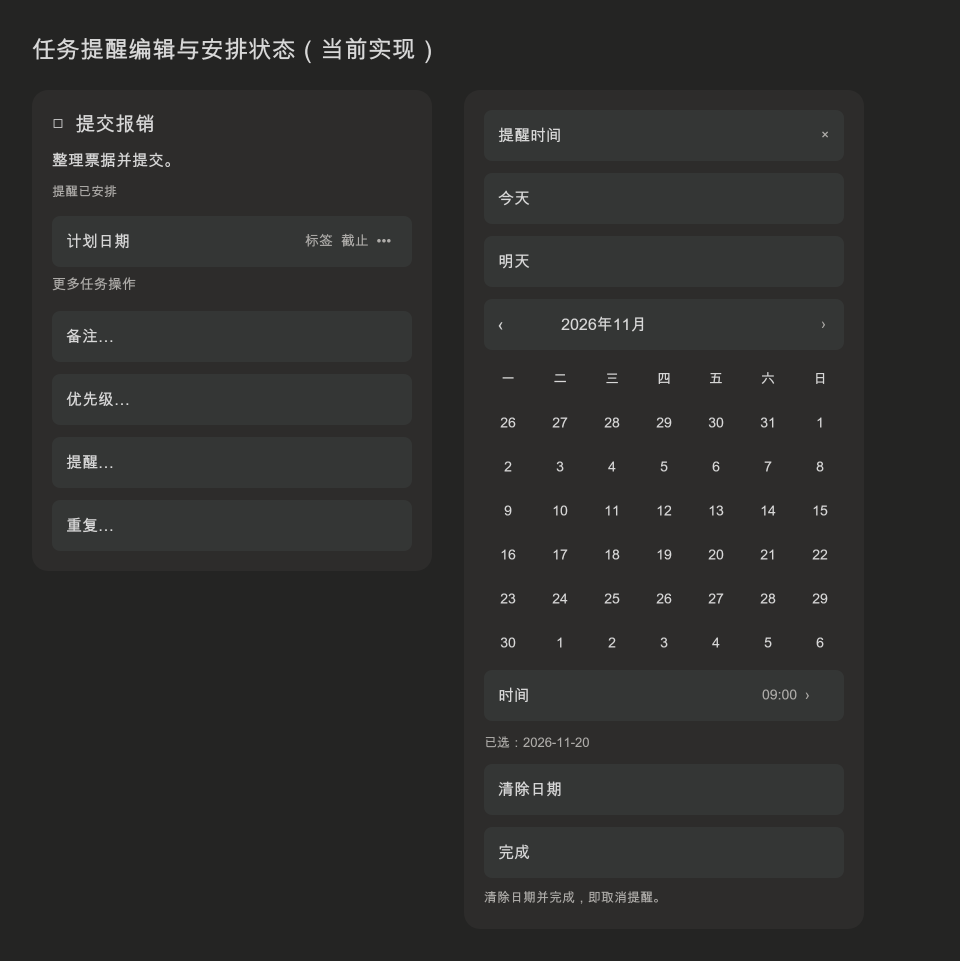 任务提醒编辑与安排状态（当前实现）
□ 提交报销
整理票据并提交。
提醒已安排
计划日期 标签 截止 •••
更多任务操作
备注...
优先级...
提醒...
重复...
提醒时间 ×
今天
明天
‹ 2026年11月 ›
一 二 三 四 五 六 日
26 27 28 29 30 31 1
2 3 4 5 6 7 8
9 10 11 12 13 14 15
16 17 18 19 20 21 22
23 24 25 26 27 28 29
30 1 2 3 4 5 6
时间 09:00 ›
已选：2026-11-20
清除日期
完成
清除日期并完成，即取消提醒。